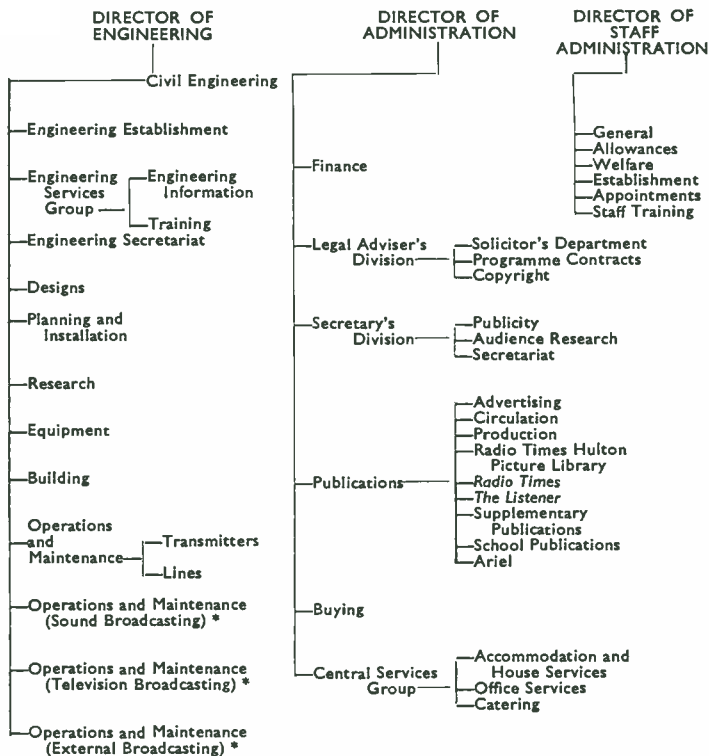 DIRECTOR OF
ENGINEERING
Civil Engineering
Engineering Establishment
Engineering
Services
Group
Engineering
Information
Training
Engineering Secretariat
Designs
Planning and
Installation
Research
Equipment
Building
Operations
and
Maintenance
Transmitters
Lines
Operations and Maintenance
(Sound Broadcasting) *
Operations and Maintenance
(Television Broadcasting) *
Operations and Maintenance
(External Broadcasting) *
DIRECTOR OF
ADMINISTRATION
Finance
Legal Adviser's
Division
Solicitor's Department
Programme Contracts
Copyright
Secretary's
Division
Publicity
Audience Research
Secretariat
Publications
Advertising
Circulation
Production
Radio Times Hulton
Picture Library
Radio Times
The Listener
Supplementary
Publications
School Publications
Ariel
Buying
Central Services
Group
Accommodation and
House Services
Office Services
Catering
DIRECTOR OF
STAFF
ADMINISTRATION
General
Allowances
Welfare
Establishment
Appointments
Staff Training